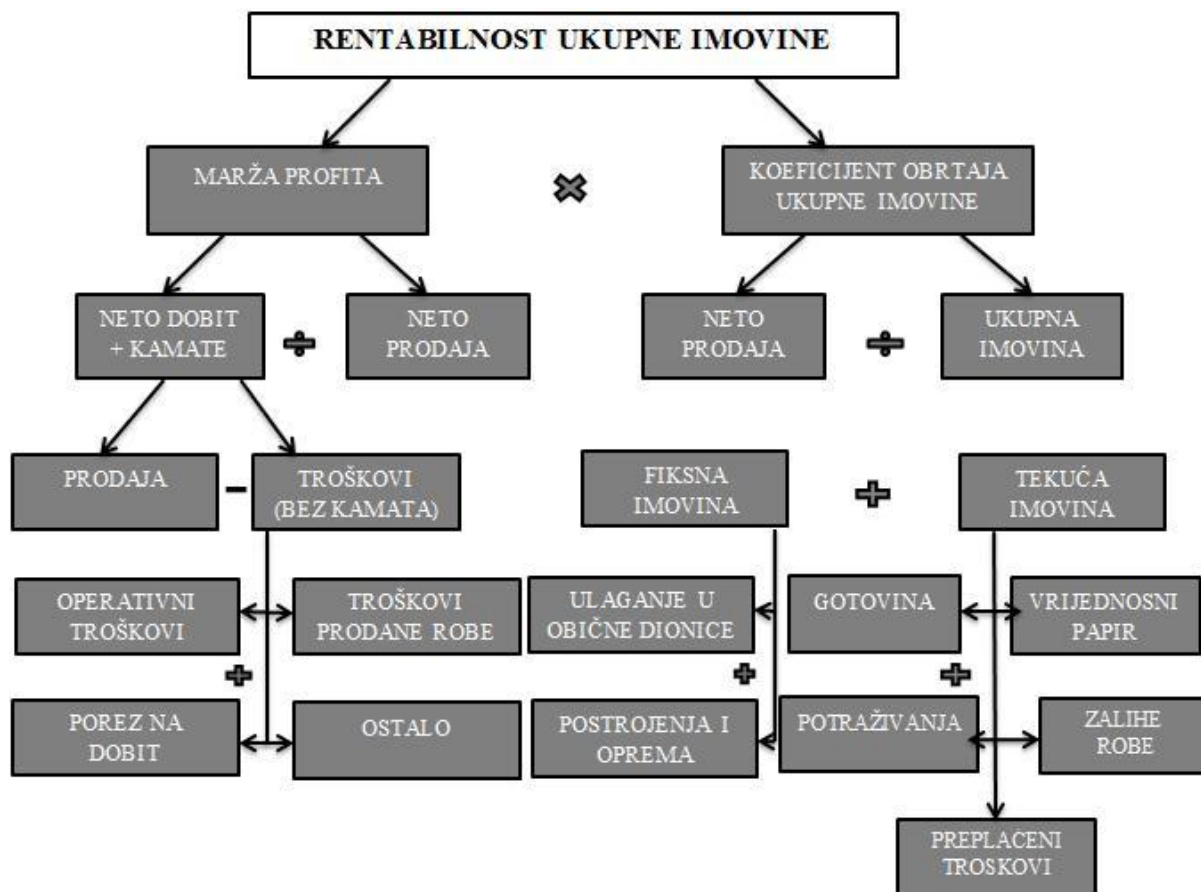 RENTABILNOST UKUPNE IMOVINE
MARŽA PROFITA
×
KOEFICIJENT OBRTAJA
UKUPNE IMOVINE
NETO DOBIT
+ KAMATE
÷
NETO
PRODAJA
NETO
PRODAJA
÷
UKUPNA
IMOVINA
PRODAJA
-
TROŠKOVI
(BEZ KAMATA)
FIKSNA
IMOVINA
+
TEKUĆA
IMOVINA
OPERATIVNI
TROŠKOVI
TROŠKOVI
PRODANE ROBE
ULAGANJE U
OBIČNE DIONICE
GOTOVINA
VRIJEDNOSNI
PAPIR
+
+
+
POREZ NA
DOBIT
OSTALO
POSTROJENJA I
OPREMA
POTRAŽIVANJA
ZALIHE
ROBE
PREPLAČENI
TROSKOVI